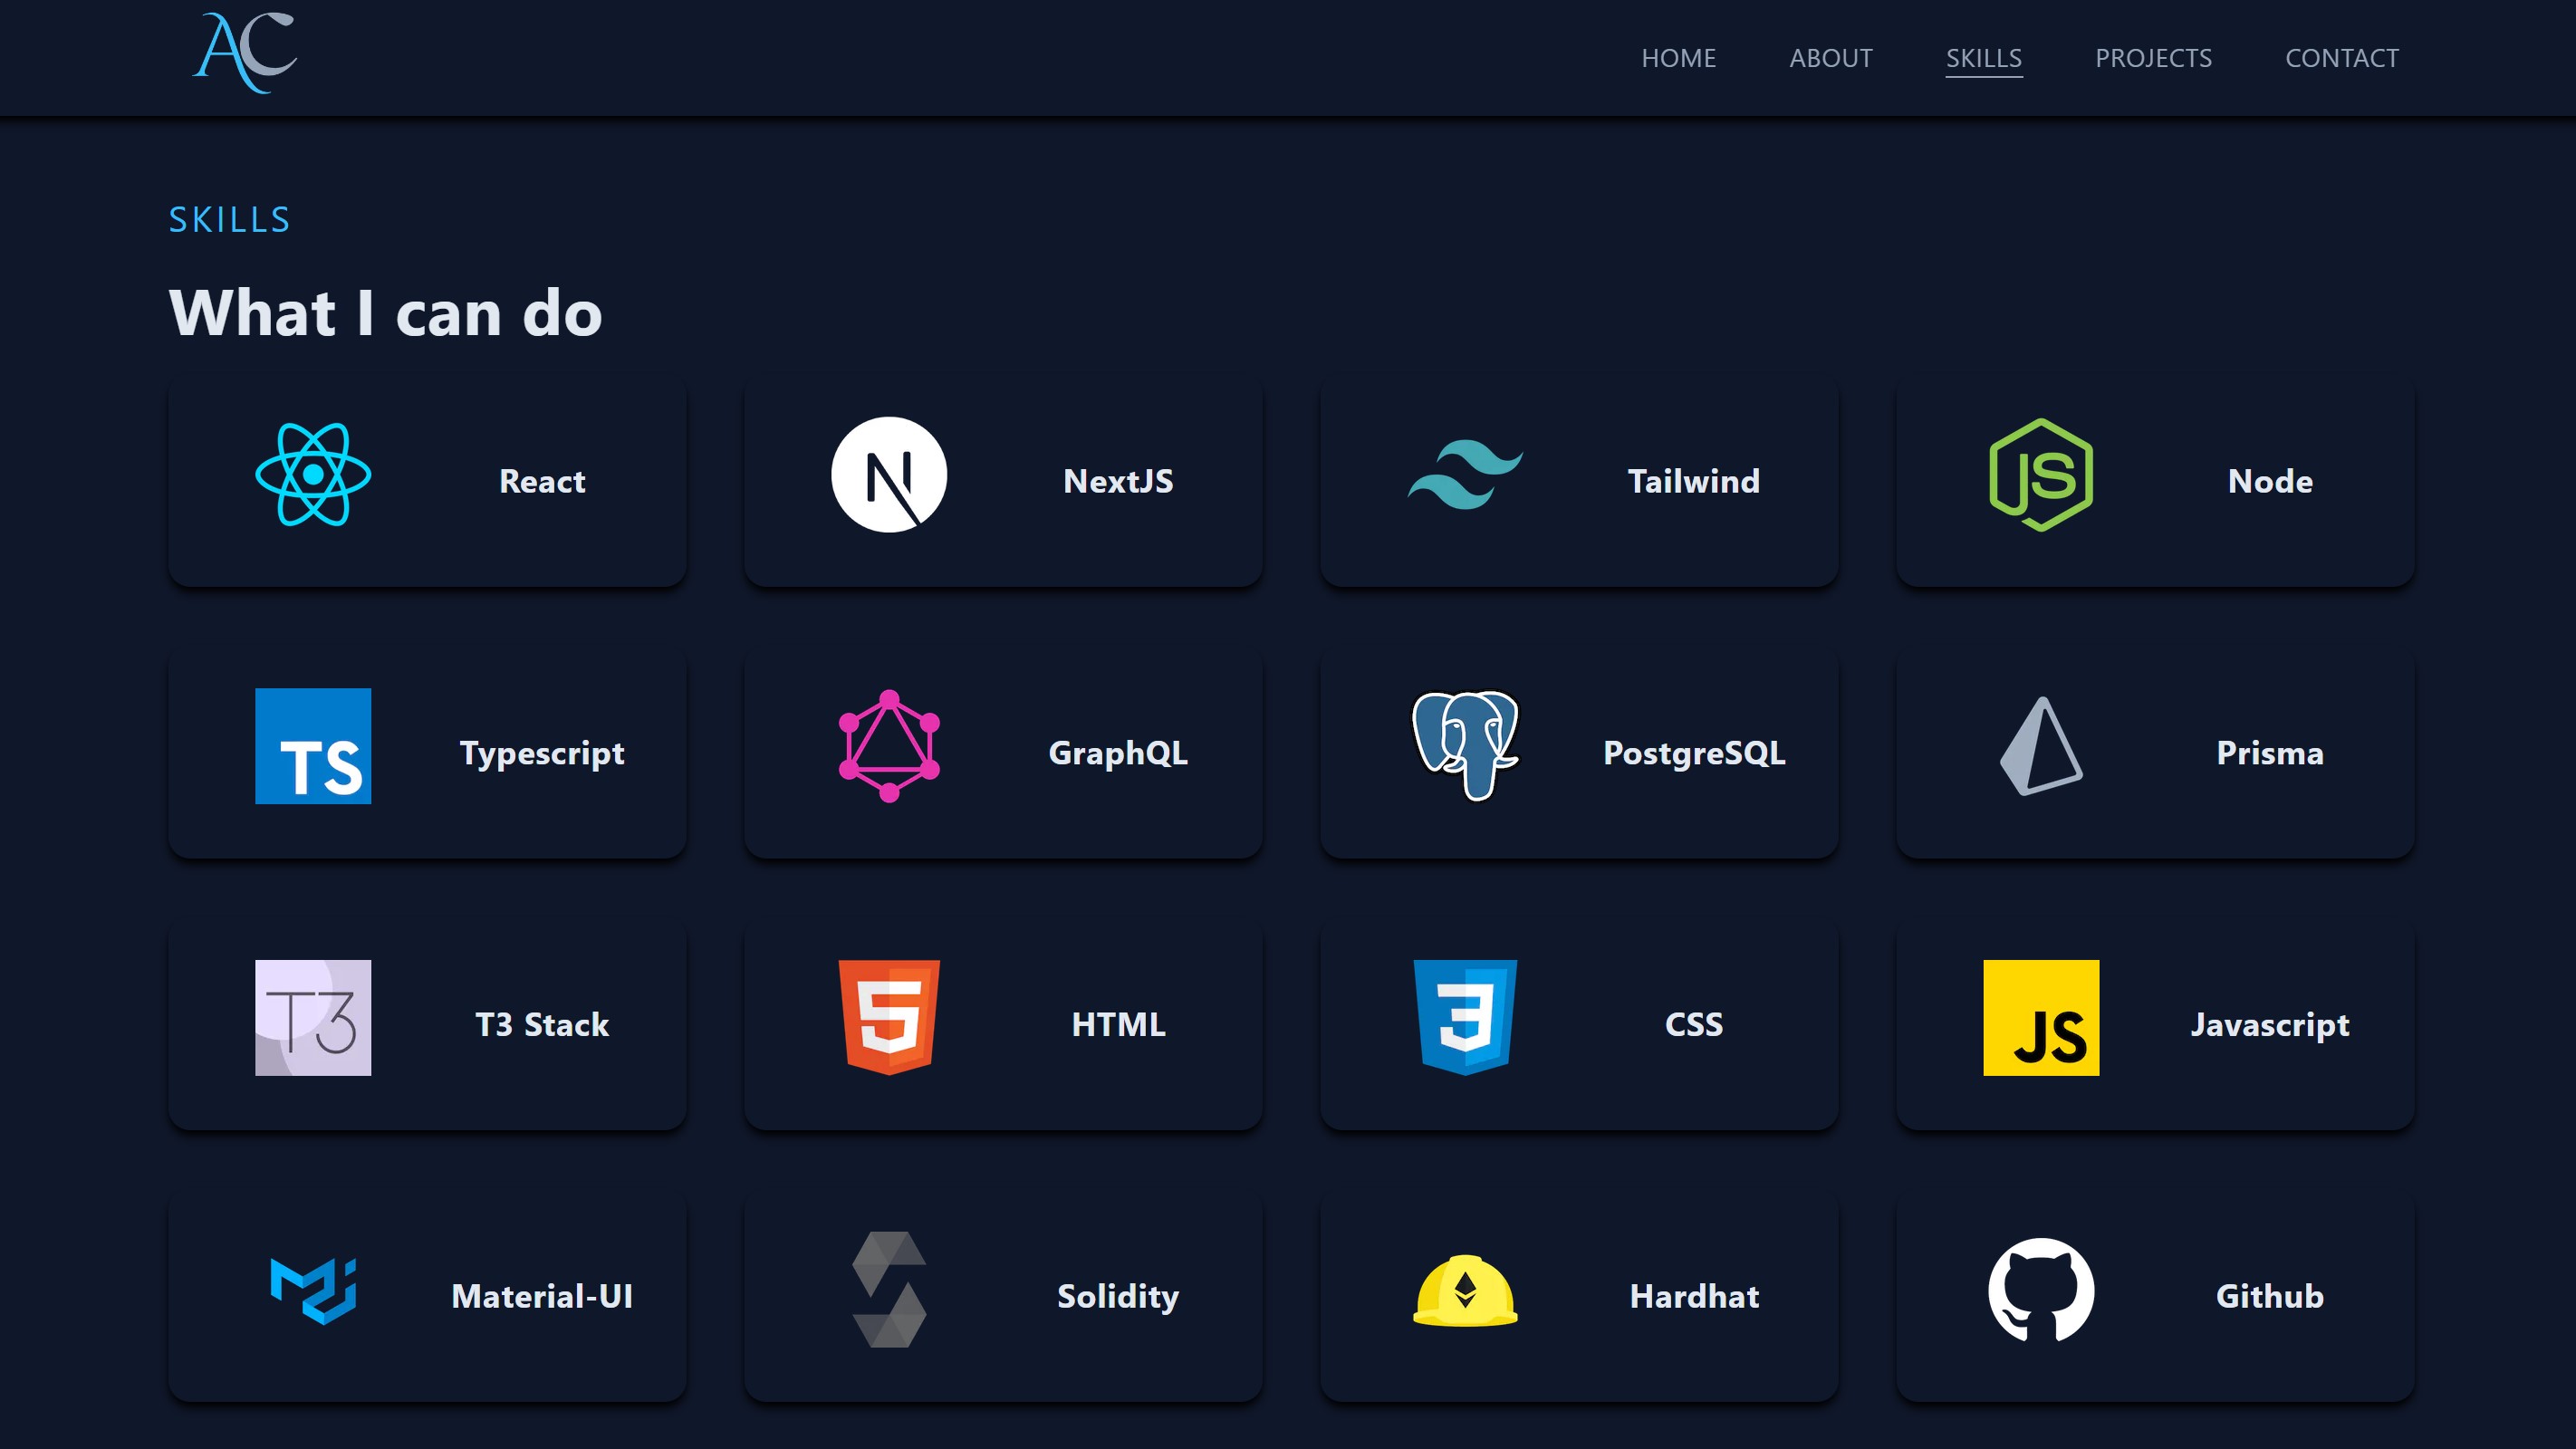 AC
HOME ABOUT SKILLS PROJECTS CONTACT
SKILLS
What I can do
React
N
NextJS
Tailwind
JS
Node
TS
Typescript
GraphQL
PostgreSQL
Prisma
T3
T3 Stack
5
HTML
3
CSS
JS
Javascript
Material-UI
Solidity
Hardhat
Github